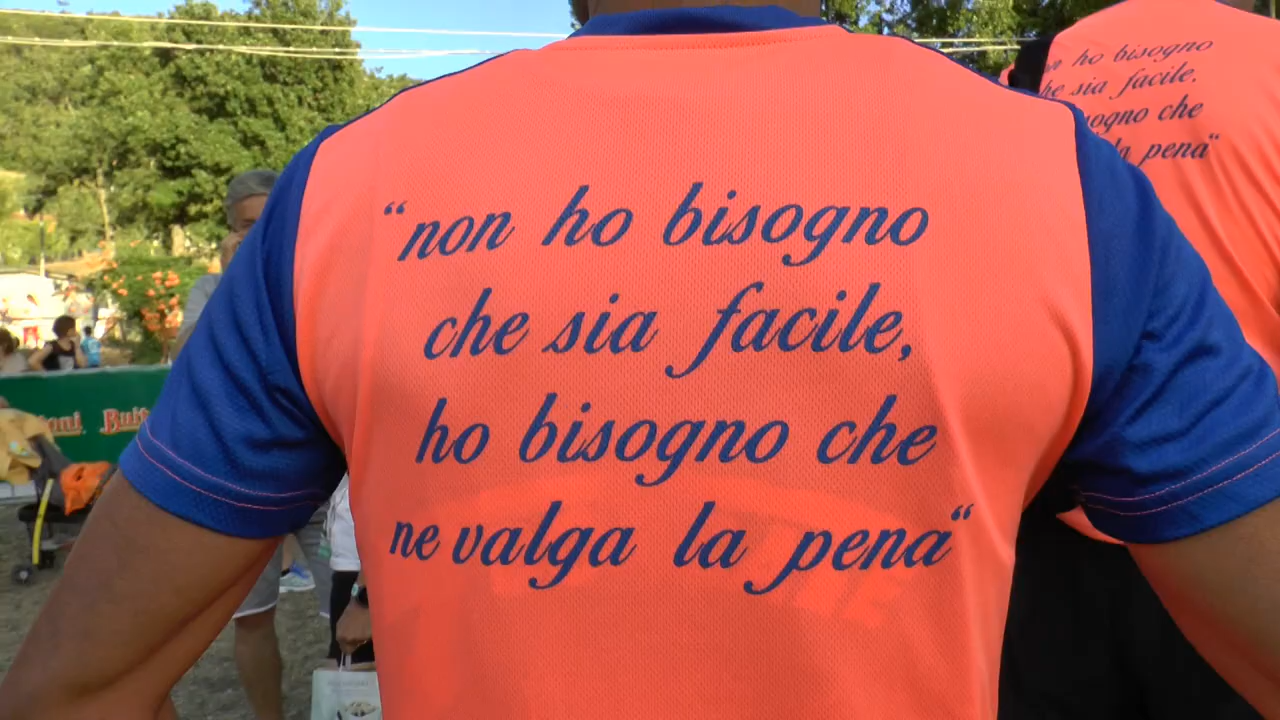 “non ho bisogno
che sia facile,
ho bisogno che
ne valga la pena“
ho bisogno
sia facile,
che
la pena“